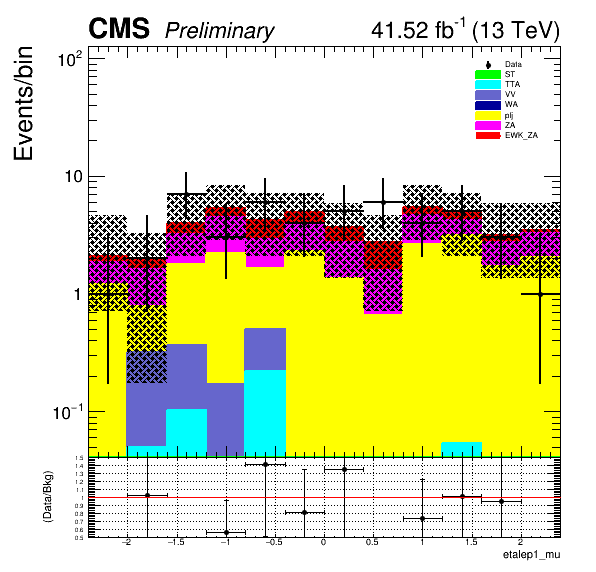 CMS Preliminary 41.52 fb⁻¹ (13 TeV)
Events/bin
10²
10
1
10⁻¹
Data
ST
TTA
VV
WA
plj
ZA
EWK_ZA
(Data/Bkg)
1.5
1.4
1.3
1.2
1.1
1
0.9
0.8
0.7
0.6
0.5
−2 −1.5 −1 −0.5 0 0.5 1 1.5 2
etalep1_mu